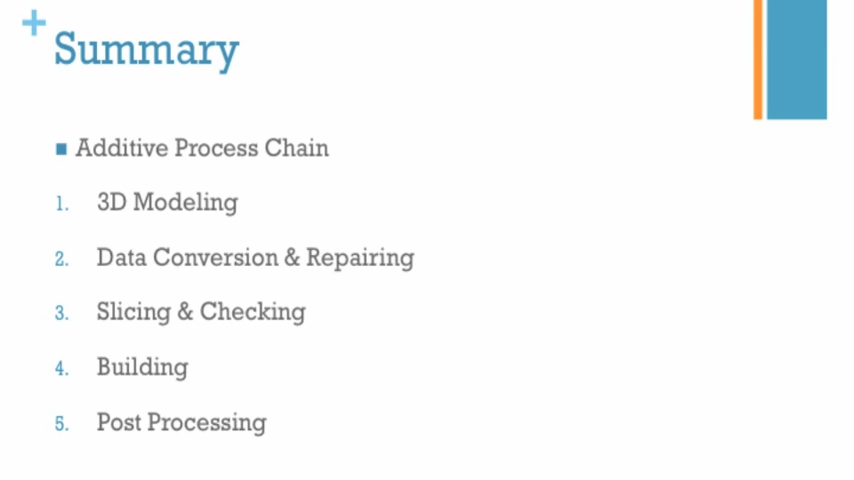 Summary
Additive Process Chain
1. 3D Modeling
2. Data Conversion & Repairing
3. Slicing & Checking
4. Building
5. Post Processing